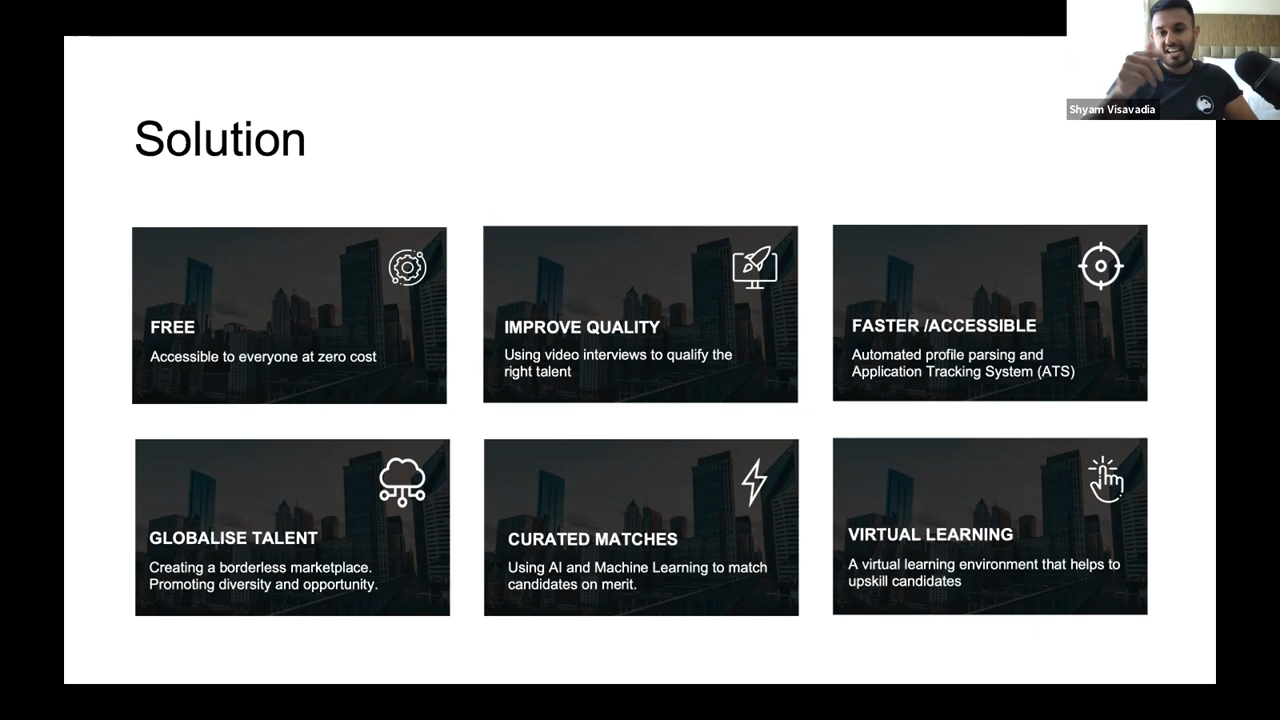 Shyam Visavadia
Solution
FREE
Accessible to everyone at zero cost
IMPROVE QUALITY
Using video interviews to qualify the
right talent
FASTER /ACCESSIBLE
Automated profile parsing and
Application Tracking System (ATS)
GLOBALISE TALENT
Creating a borderless marketplace.
Promoting diversity and opportunity.
CURATED MATCHES
Using AI and Machine Learning to match
candidates on merit.
VIRTUAL LEARNING
A virtual learning environment that helps to
upskill candidates